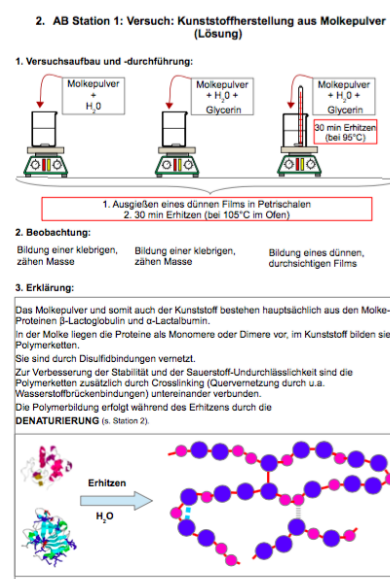 2. AB Station 1: Versuch: Kunststoffherstellung aus Molkepulver
(Lösung)
1. Versuchsaufbau und -durchführung:
Molkepulver
+
H₂0
Molkepulver
+ H₂0 +
Glycerin
Molkepulver
+ H₂0 +
Glycerin
30 min Erhitzen
(bei 95°C)
1. Ausgießen eines dünnen Films in Petrischalen
2. 30 min Erhitzen (bei 105°C im Ofen)
2. Beobachtung:
Bildung einer klebrigen,
zähen Masse
Bildung einer klebrigen,
zähen Masse
Bildung eines dünnen,
durchsichtigen Films
3. Erklärung:
Das Molkepulver und somit auch der Kunststoff bestehen hauptsächlich aus den Molke-
Proteinen β-Lactoglobulin und α-Lactalbumin.
In der Molke liegen die Proteine als Monomere oder Dimere vor, im Kunststoff bilden sie
Polymerketten.
Sie sind durch Disulfidbindungen vernetzt.
Zur Verbesserung der Stabilität und der Sauerstoff-Undurchlässlichkeit sind die
Polymerketten zusätzlich durch Crosslinking (Quervernetzung durch u.a.
Wasserstoffbrückenbindungen) untereinander verbunden.
Die Polymerbildung erfolgt während des Erhitzens durch die
DENATURIERUNG (s. Station 2).
Erhitzen
H₂O